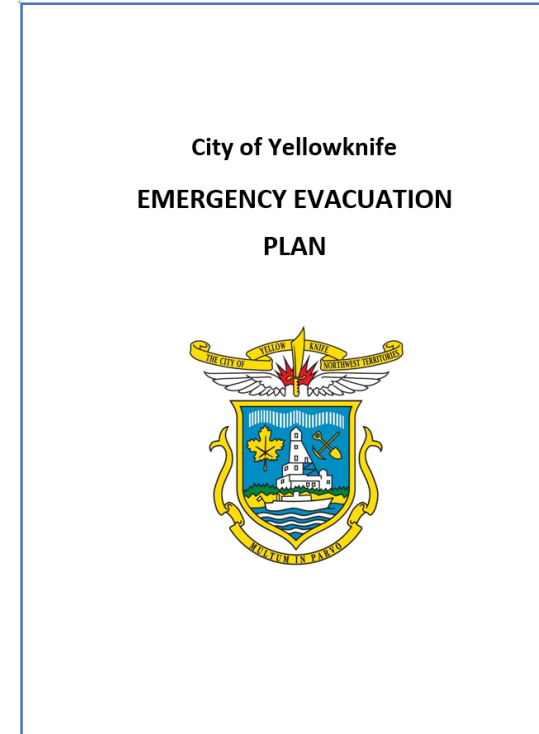 City of Yellowknife
EMERGENCY EVACUATION
PLAN
THE CITY OF YELLOW KNIFE NORTHWEST TERRITORIES
MULTUM IN PARVO